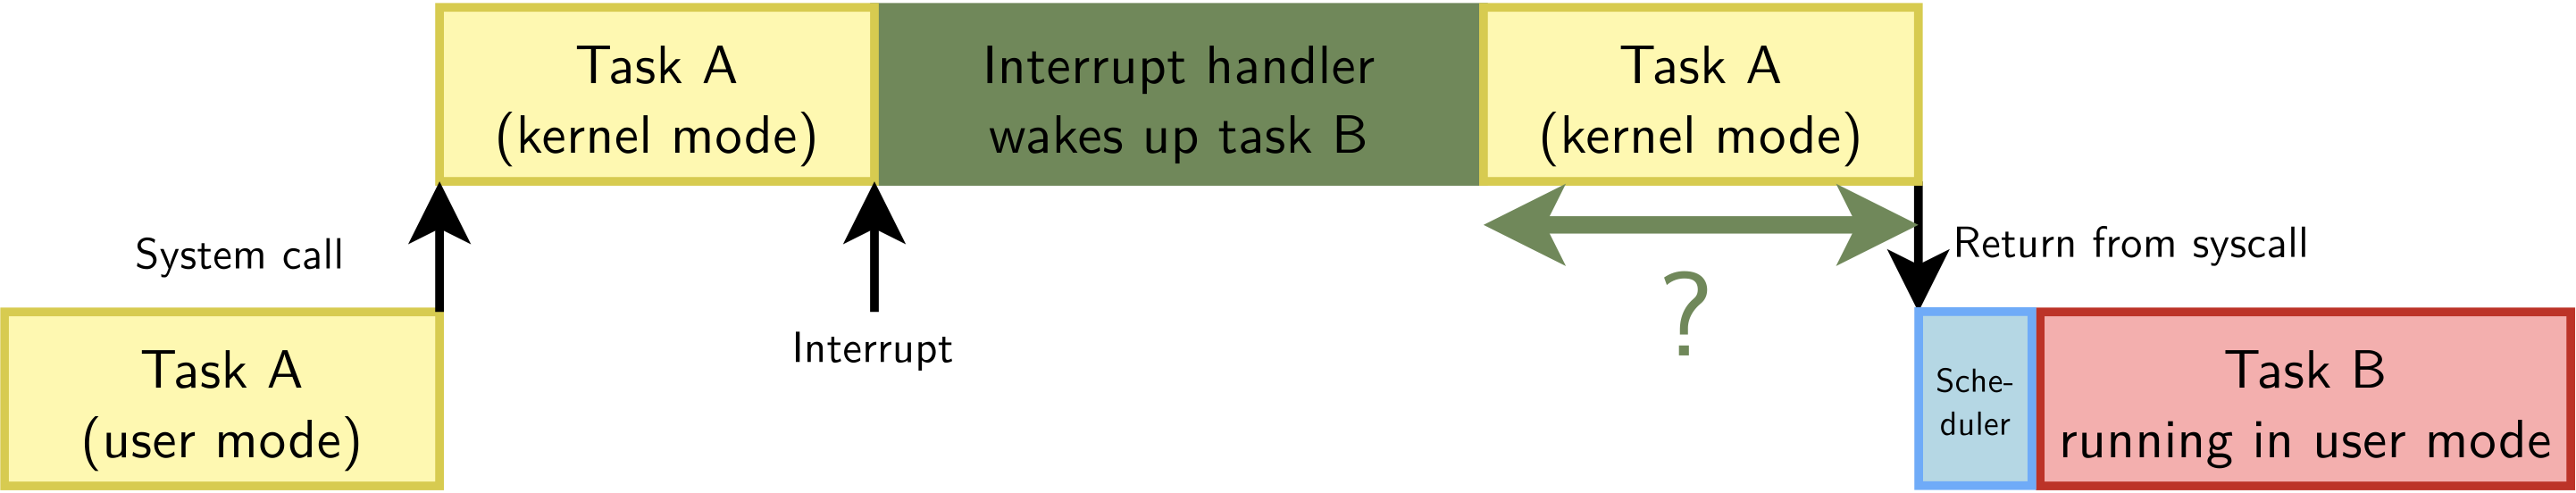 Task A
(kernel mode)
Interrupt handler
wakes up task B
Task A
(kernel mode)
System call
Return from syscall
?
Interrupt
Task A
(user mode)
Sche-
duler
Task B
running in user mode